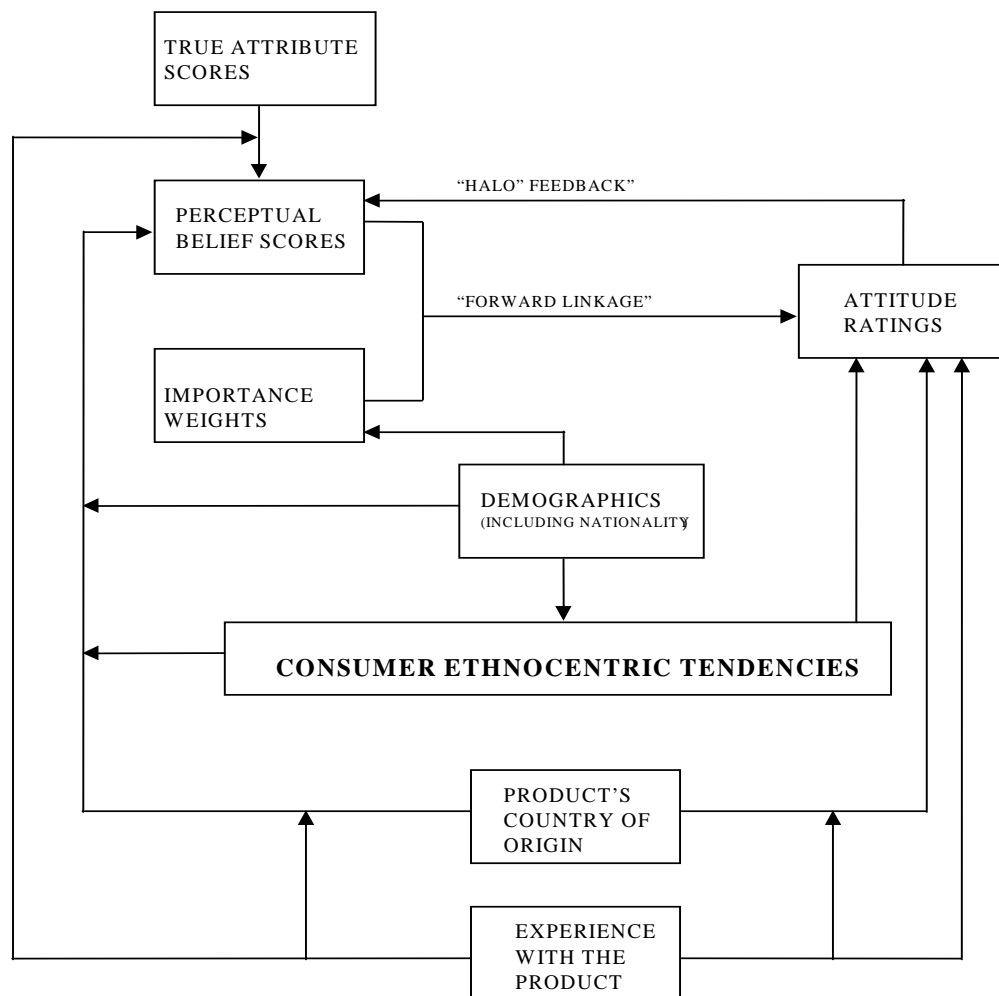 TRUE ATTRIBUTE
SCORES
“HALO” FEEDBACK”
PERCEPTUAL
BELIEF SCORES
ATTITUDE
RATINGS
“FORWARD LINKAGE”
IMPORTANCE
WEIGHTS
DEMOGRAPHICS
(INCLUDING NATIONALITY)
CONSUMER ETHNOCENTRIC TENDENCIES
PRODUCT’S
COUNTRY OF
ORIGIN
EXPERIENCE
WITH THE
PRODUCT